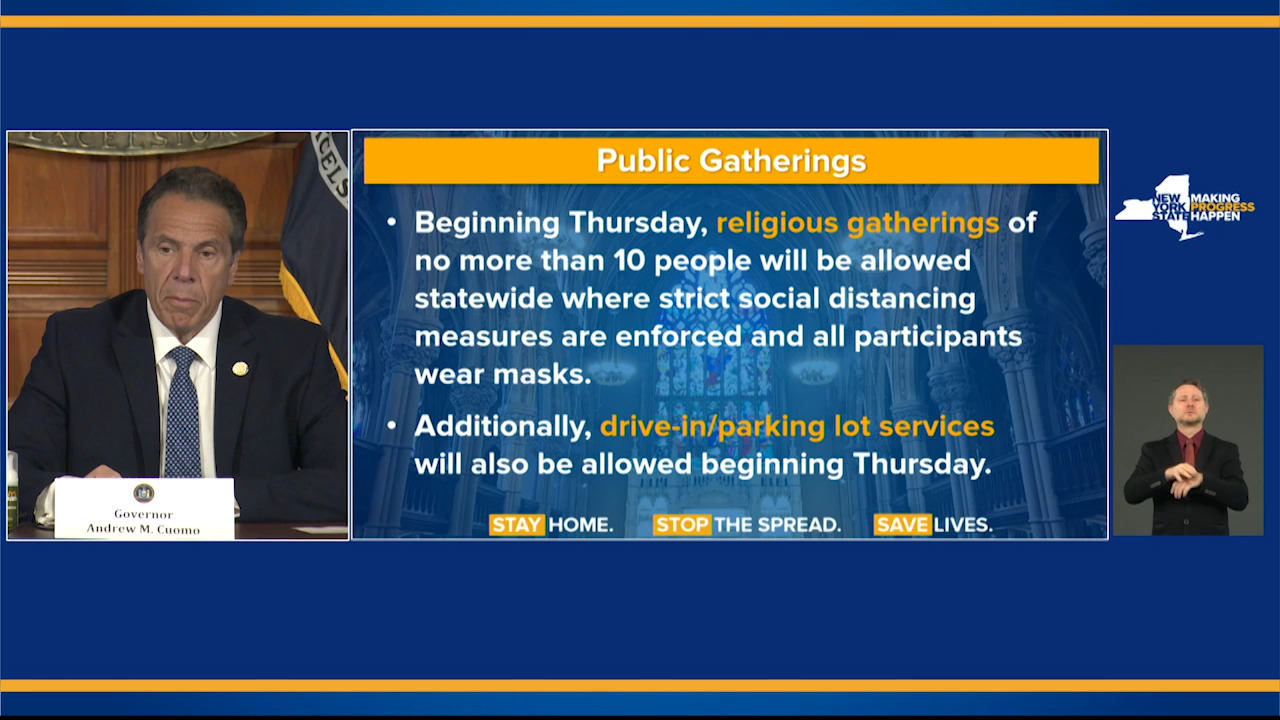 EXCELSIOR
EXCELS
Governor
Andrew M. Cuomo
Public Gatherings
• Beginning Thursday, religious gatherings of
no more than 10 people will be allowed
statewide where strict social distancing
measures are enforced and all participants
wear masks.
• Additionally, drive-in/parking lot services
will also be allowed beginning Thursday.
STAY HOME. STOP THE SPREAD. SAVE LIVES.
NEW YORK STATE
MAKING
PROGRESS
HAPPEN